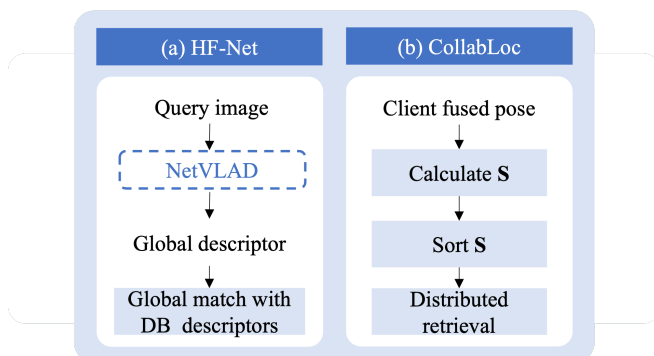 (a) HF-Net
Query image
NetVLAD
Global descriptor
Global match with
DB descriptors
(b) CollabLoc
Client fused pose
Calculate S
Sort S
Distributed
retrieval